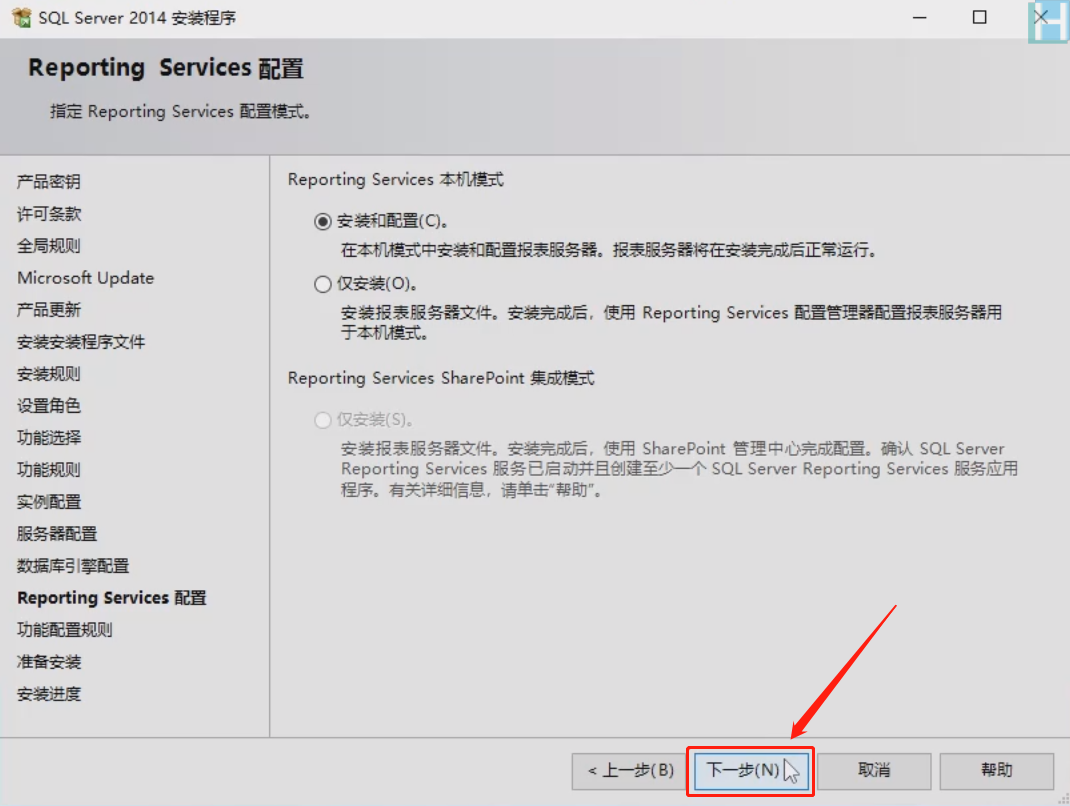 SQL Server 2014 安装程序
Reporting Services 配置
指定 Reporting Services 配置模式。
产品密钥
许可条款
全局规则
Microsoft Update
产品更新
安装安装程序文件
安装规则
设置角色
功能选择
功能规则
实例配置
服务器配置
数据库引擎配置
Reporting Services 配置
功能配置规则
准备安装
安装进度
Reporting Services 本机模式
安装和配置(C)。
在本机模式中安装和配置报表服务器。报表服务器将在安装完成后正常运行。
仅安装(O)。
安装报表服务器文件。安装完成后，使用 Reporting Services 配置管理器配置报表服务器用
于本机模式。
Reporting Services SharePoint 集成模式
仅安装(S)。
安装报表服务器文件。安装完成后，使用 SharePoint 管理中心完成配置。确认 SQL Server
Reporting Services 服务已启动并且创建至少一个 SQL Server Reporting Services 服务应用
程序。有关详细信息，请单击“帮助”。
< 上一步(B)
下一步(N)
取消
帮助
H